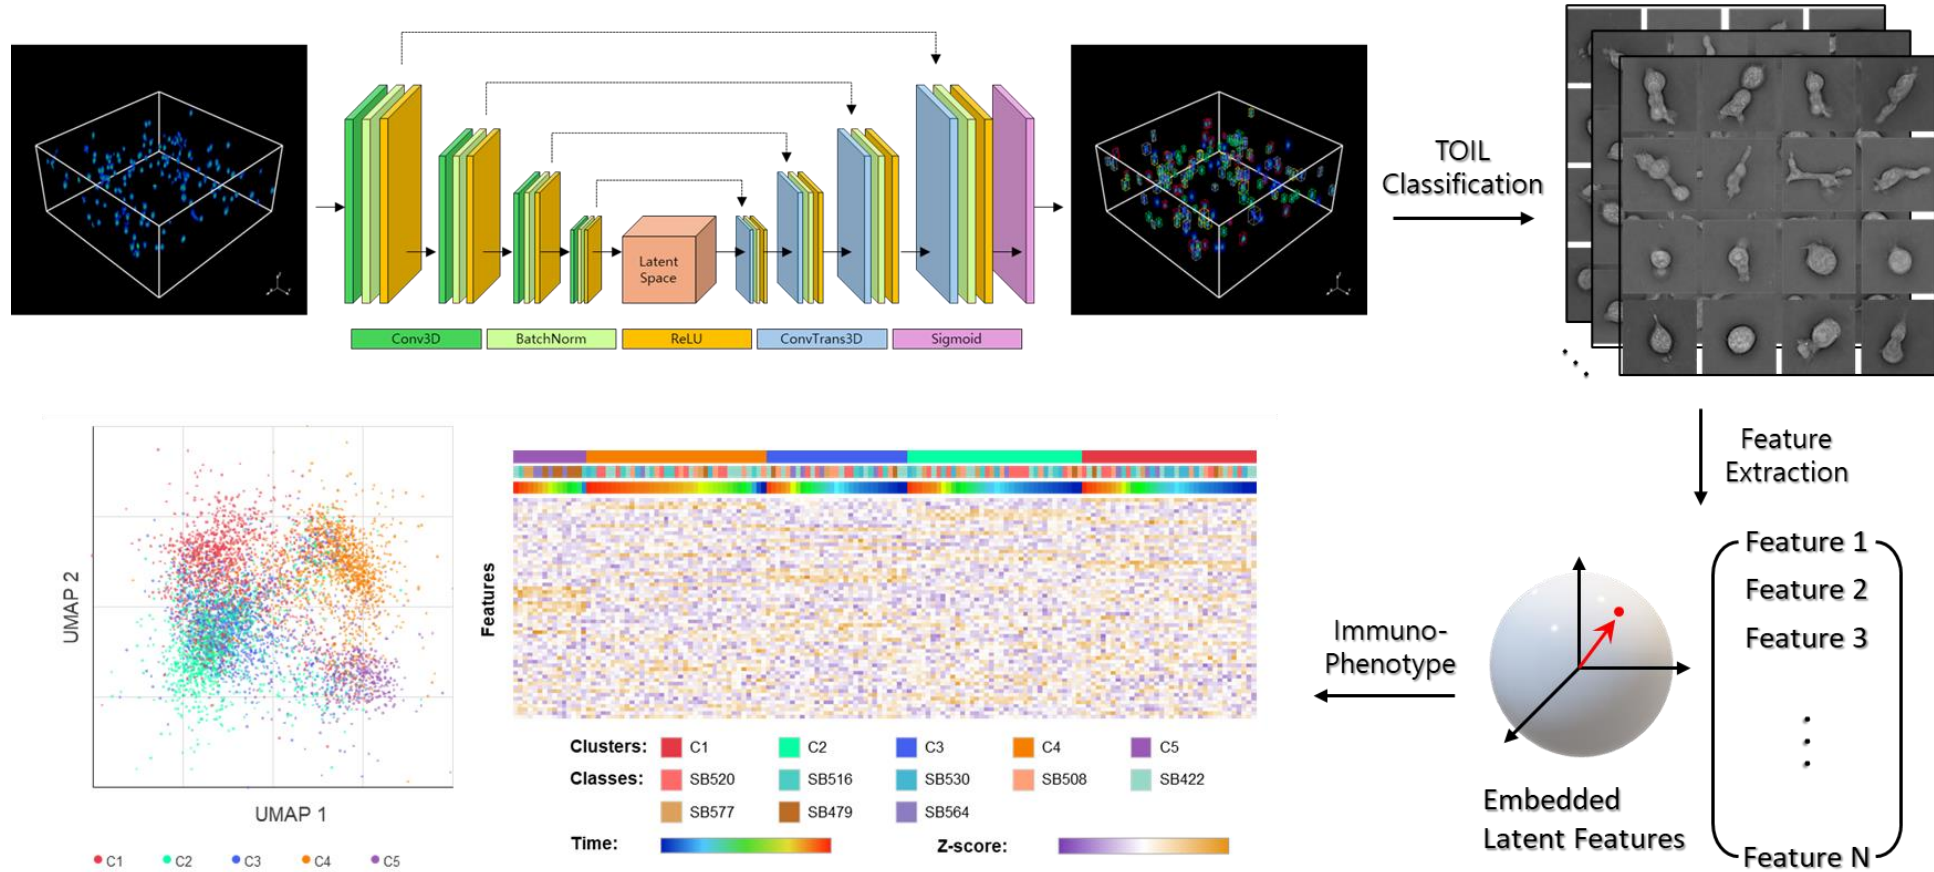 Latent
Space
Conv3D
BatchNorm
ReLU
ConvTrans3D
Sigmoid
TOIL
Classification
Feature
Extraction
Feature 1
Feature 2
Feature 3
Feature N
Embedded
Latent Features
Immuno-
Phenotype
UMAP 2
UMAP 1
C1 C2 C3 C4 C5
Features
Clusters: C1 C2 C3 C4 C5
Classes: SB520 SB516 SB530 SB508 SB422
SB577 SB479 SB564
Time: Z-score: